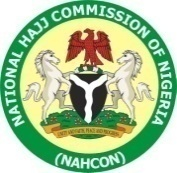 NATIONAL HAJJ COMMISSION OF NIGERIA
(NAHCON)